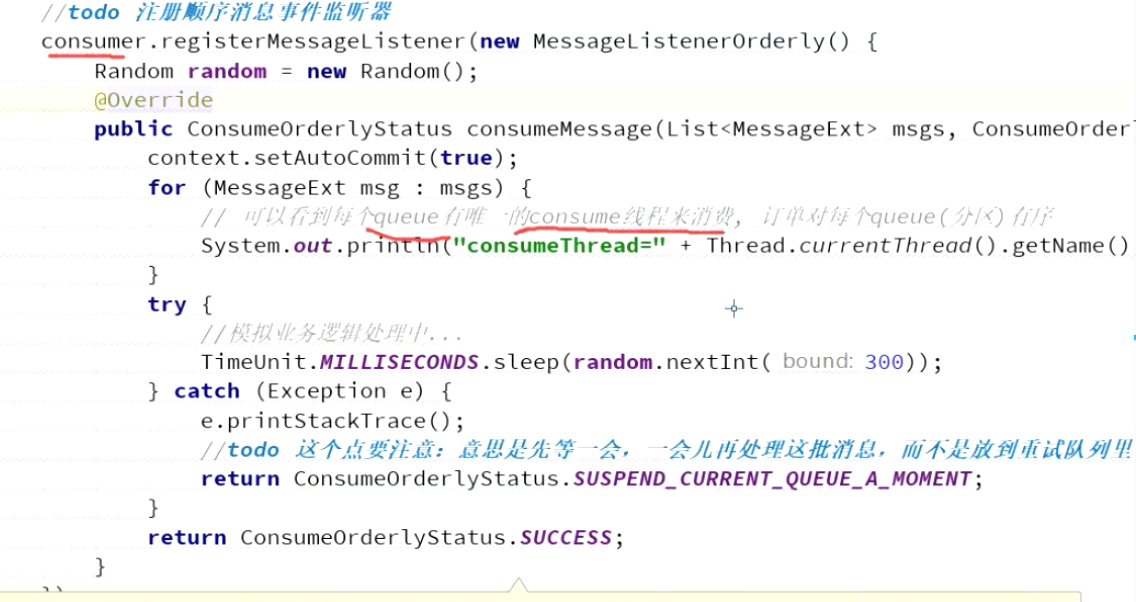 //todo 注册顺序消息事件监听器
consumer.registerMessageListener(new MessageListenerOrderly() {
Random random = new Random();
@Override
public ConsumeOrderlyStatus consumeMessage(List<MessageExt> msgs, ConsumeOrderl
context.setAutoCommit(true);
for (MessageExt msg : msgs) {
// 可以看到每个queue有唯一的consume线程来消费, 订单对每个queue(分区)有序
System.out.println("consumeThread=" + Thread.currentThread().getName()
}
try {
//模拟业务逻辑处理中...
TimeUnit.MILLISECONDS.sleep(random.nextInt( bound: 300));
} catch (Exception e) {
e.printStackTrace();
//todo 这个点要注意：意思是先等一会，一会儿再处理这批消息，而不是放到重试队列里
return ConsumeOrderlyStatus.SUSPEND_CURRENT_QUEUE_A_MOMENT;
}
return ConsumeOrderlyStatus.SUCCESS;
}